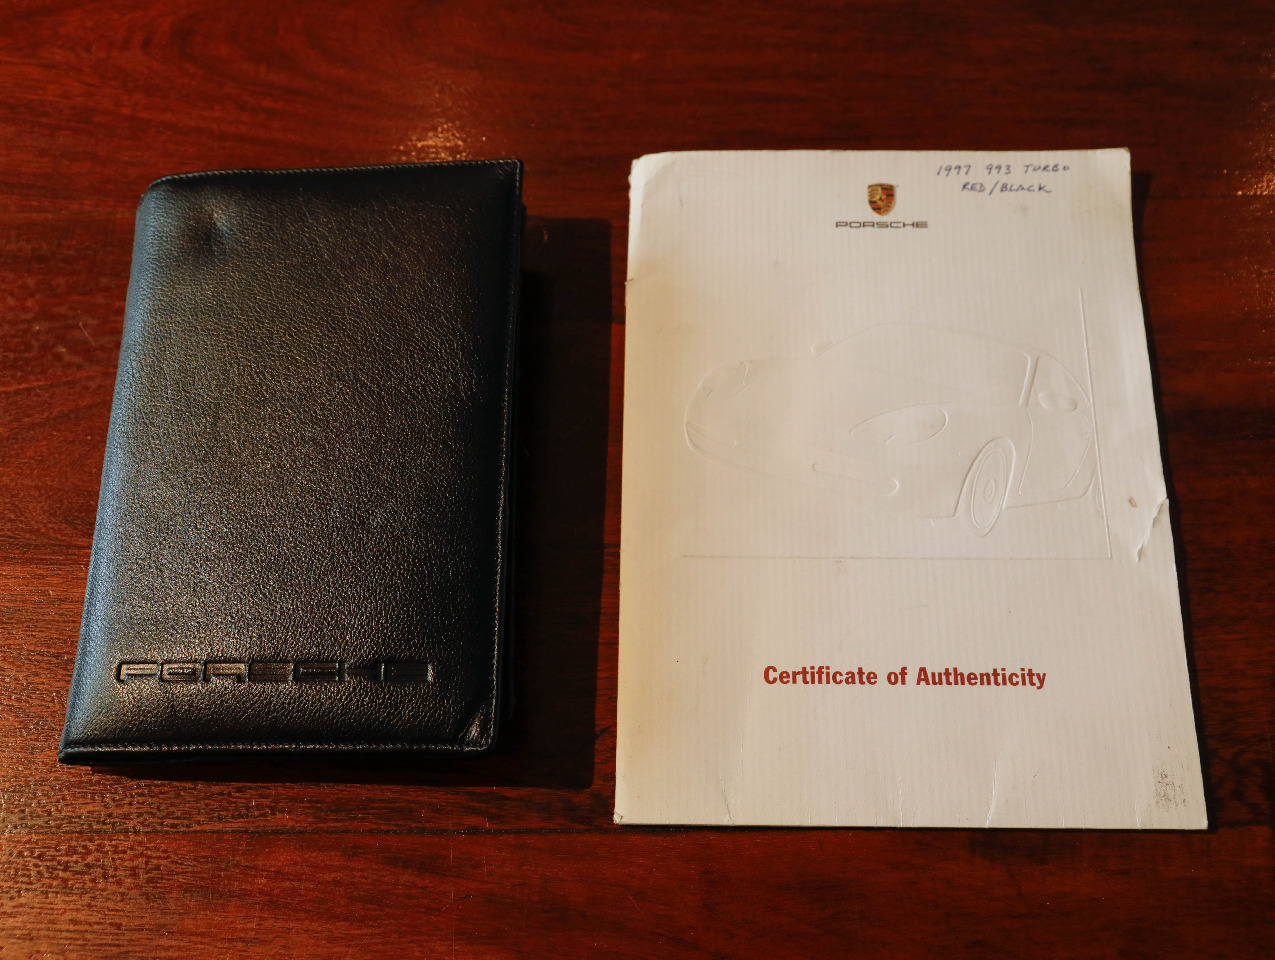 PORSCHE
1997 993 TURBO
RED/BLACK
PORSCHE
Certificate of Authenticity